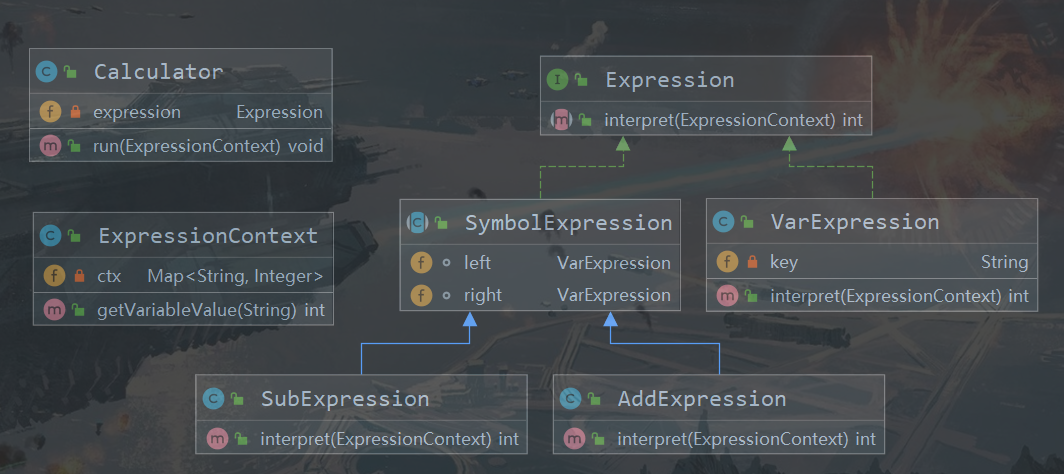 Calculator
expression Expression
run(ExpressionContext) void
Expression
interpret(ExpressionContext) int
ExpressionContext
ctx Map<String, Integer>
getVariableValue(String) int
SymbolExpression
left VarExpression
right VarExpression
VarExpression
key String
interpret(ExpressionContext) int
SubExpression
interpret(ExpressionContext) int
AddExpression
interpret(ExpressionContext) int